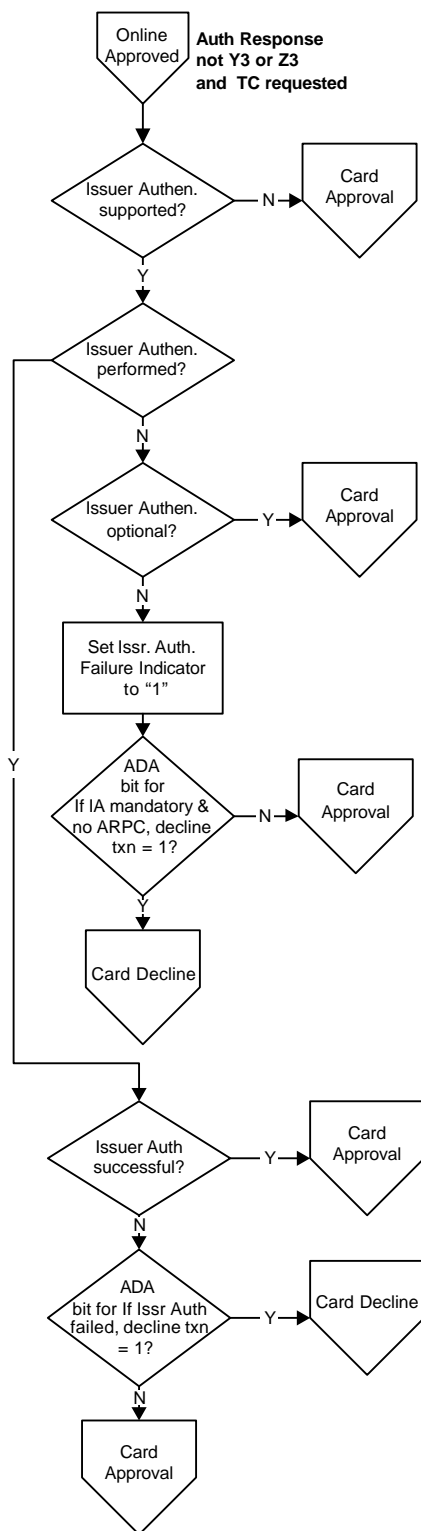 Online
Approved
Auth Response
not Y3 or Z3
and TC requested
Issuer Authen.
supported?
N
Card
Approval
Y
Issuer Authen.
performed?
N
Issuer Authen.
optional?
Y
Card
Approval
N
Set Issr. Auth.
Failure Indicator
to “1”
Y
ADA
bit for
If IA mandatory &
no ARPC, decline
txn = 1?
N
Card
Approval
Y
Card Decline
Issuer Auth
successful?
Y
Card
Approval
N
ADA
bit for If Issr Auth
failed, decline txn
= 1?
Y
Card Decline
N
Card
Approval